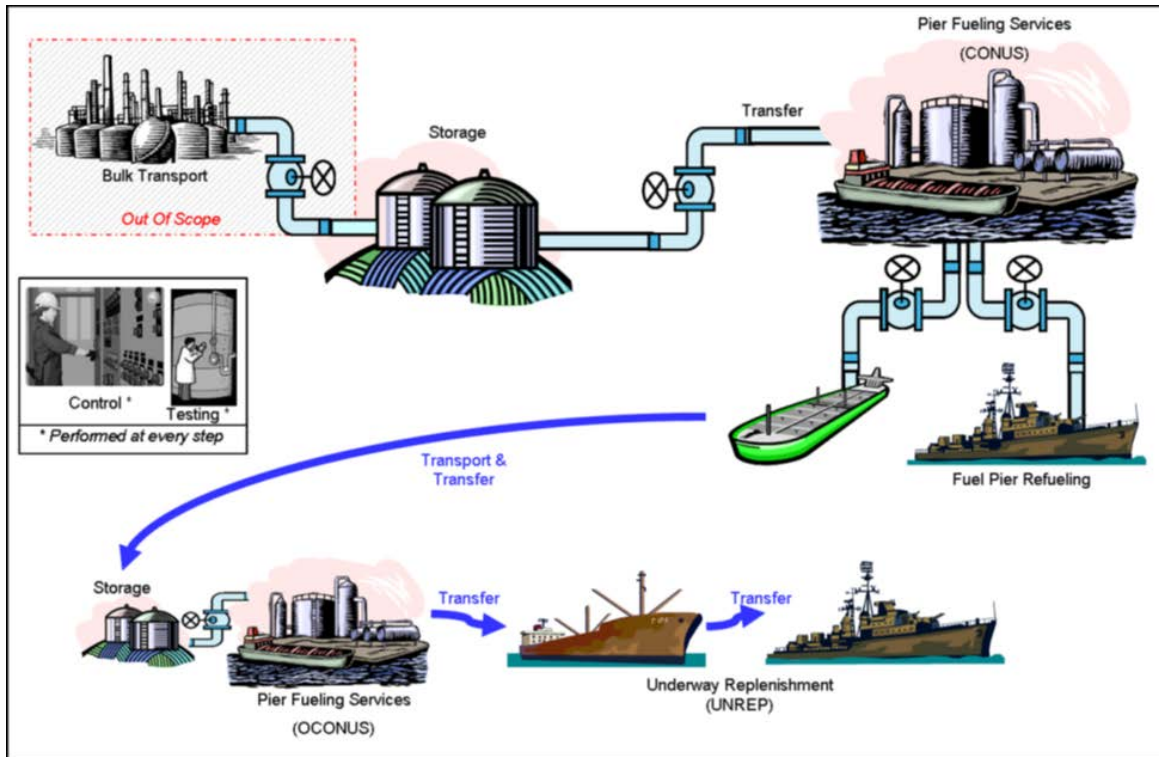 Pier Fueling Services
(CONUS)
Storage
Transfer
Bulk Transport
Out Of Scope
Control *
Testing *
* Performed at every step
Transport &
Transfer
Fuel Pier Refueling
Storage
Transfer
Transfer
Pier Fueling Services
(OCONUS)
Underway Replenishment
(UNREP)